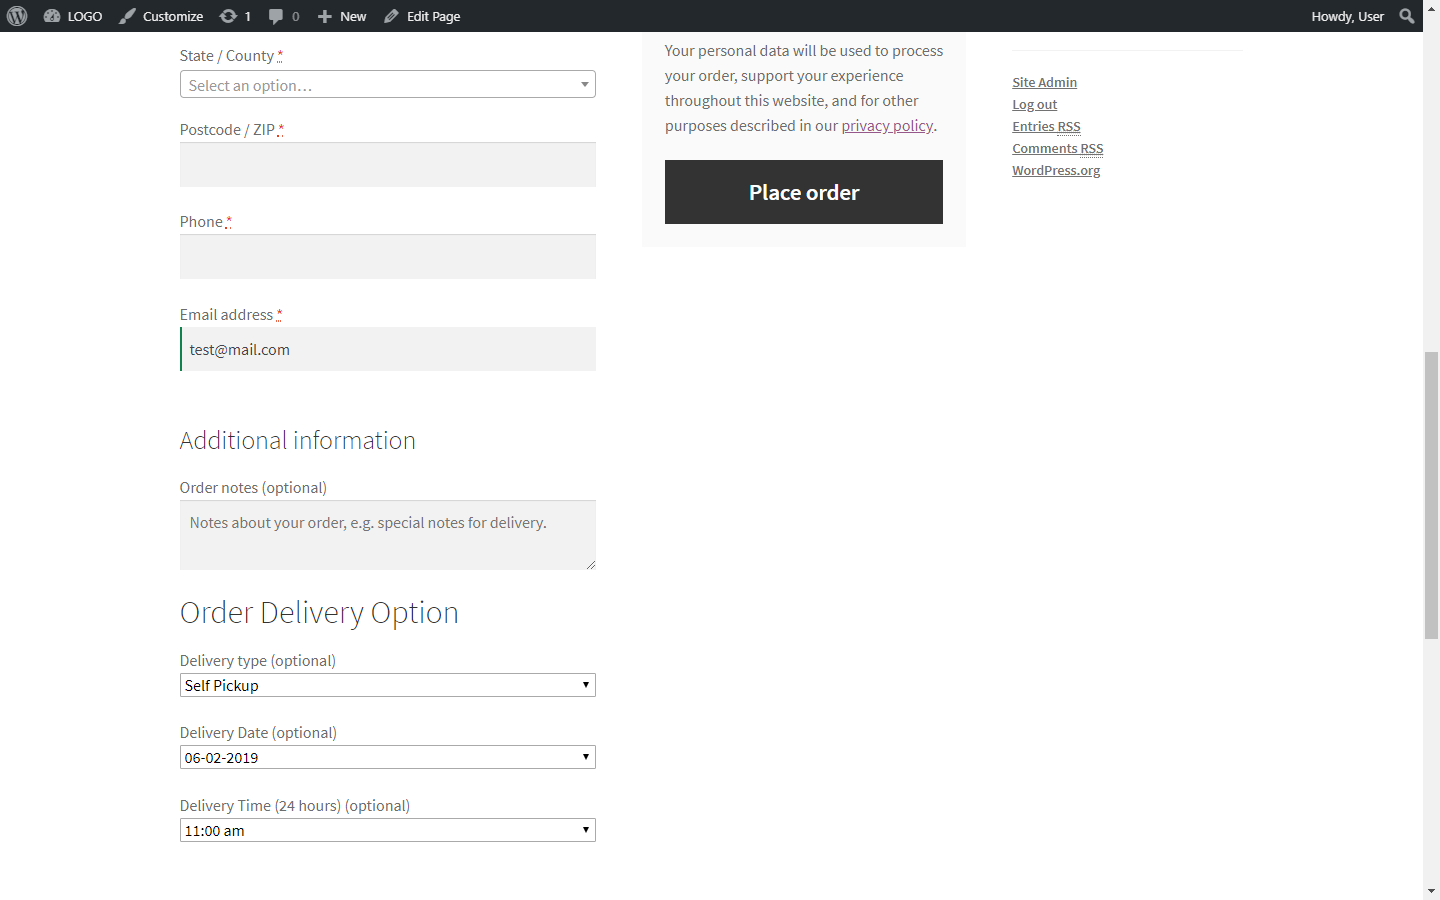 LOGO Customize 1 0 New Edit Page Howdy, User
State / County *
Select an option…
Postcode / ZIP *
Phone *
Email address *
test@mail.com
Additional information
Order notes (optional)
Notes about your order, e.g. special notes for delivery.
Order Delivery Option
Delivery type (optional)
Self Pickup
Delivery Date (optional)
06-02-2019
Delivery Time (24 hours) (optional)
11:00 am
Your personal data will be used to process
your order, support your experience
throughout this website, and for other
purposes described in our privacy policy.
Place order
Site Admin
Log out
Entries RSS
Comments RSS
WordPress.org